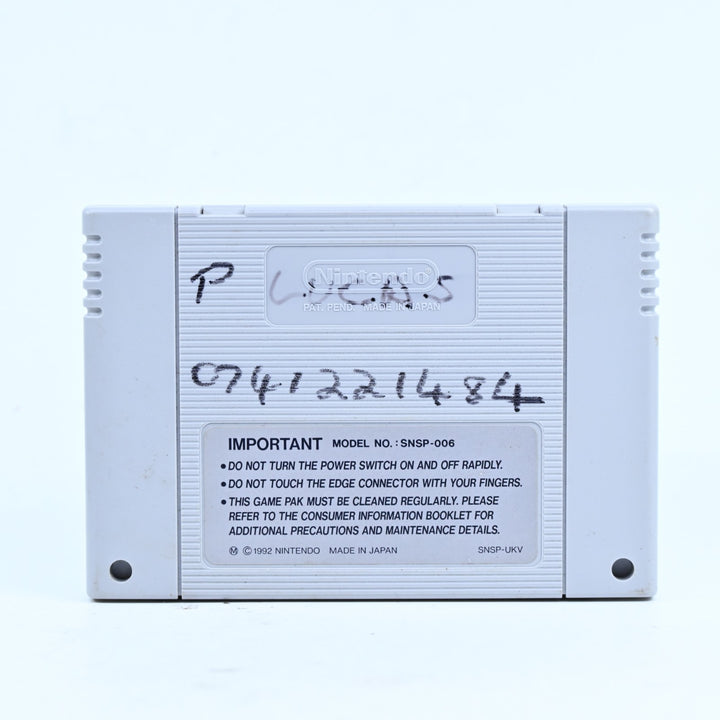 P LUCAS
Nintendo
PAT. PEND. MADE IN JAPAN
07412221484
IMPORTANT MODEL NO. : SNSP-006
• DO NOT TURN THE POWER SWITCH ON AND OFF RAPIDLY.
• DO NOT TOUCH THE EDGE CONNECTOR WITH YOUR FINGERS.
• THIS GAME PAK MUST BE CLEANED REGULARLY. PLEASE
REFER TO THE CONSUMER INFORMATION BOOKLET FOR
ADDITIONAL PRECAUTIONS AND MAINTENANCE DETAILS.
Ⓜ © 1992 NINTENDO MADE IN JAPAN SNSP-UKV